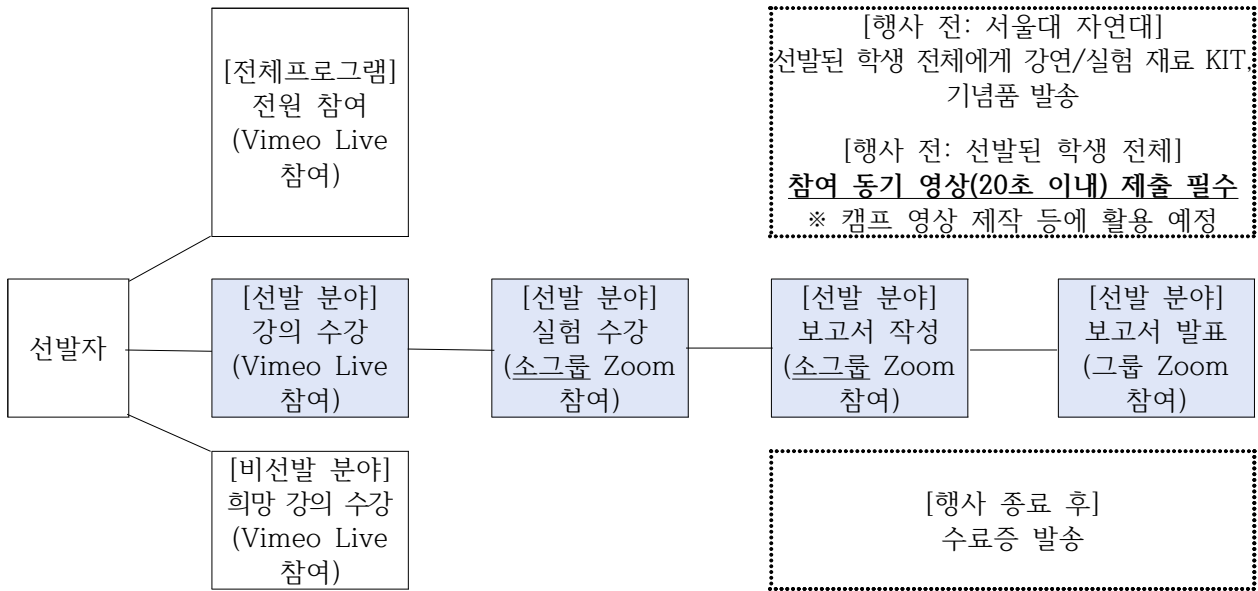 [전체프로그램]
전원 참여
(Vimeo Live
참여)
[행사 전: 서울대 자연대]
선발된 학생 전체에게 강연/실험 재료 KIT,
기념품 발송
[행사 전: 선발된 학생 전체]
참여 동기 영상(20초 이내) 제출 필수
※ 캠프 영상 제작 등에 활용 예정
선발자
[선발 분야]
강의 수강
(Vimeo Live
참여)
[선발 분야]
실험 수강
(소그룹 Zoom
참여)
[선발 분야]
보고서 작성
(소그룹 Zoom
참여)
[선발 분야]
보고서 발표
(그룹 Zoom
참여)
[비선발 분야]
희망 강의 수강
(Vimeo Live
참여)
[행사 종료 후]
수료증 발송